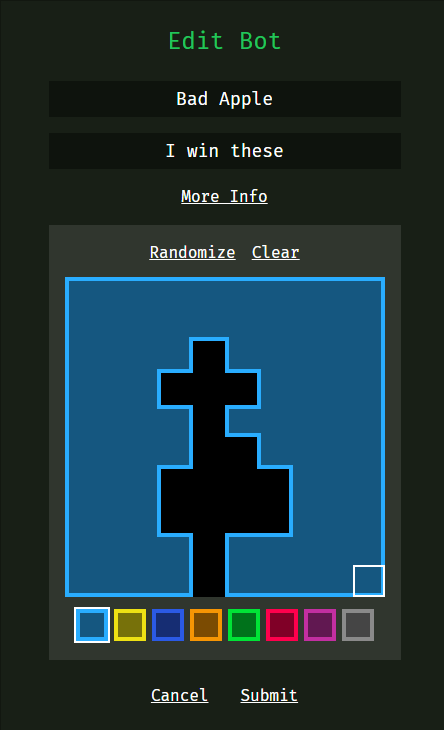 Edit Bot
Bad Apple
I win these
More Info
Randomize Clear
Cancel Submit